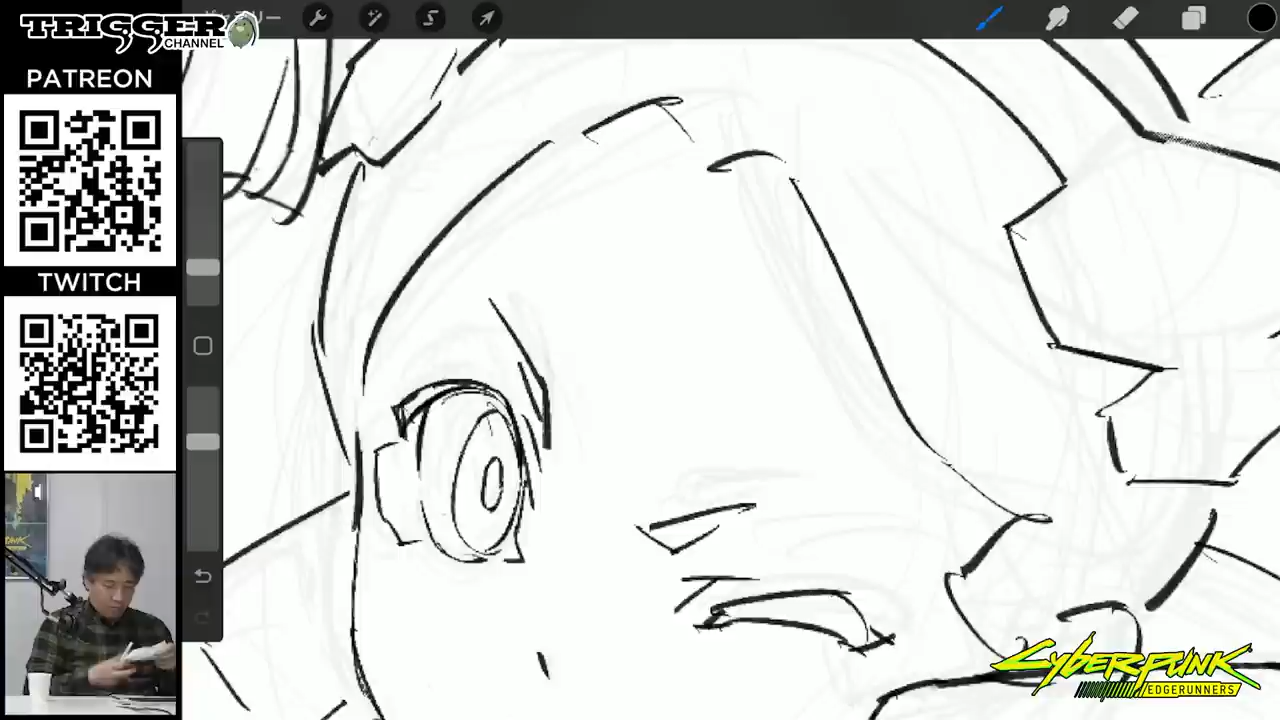 TRIGGER
CHANNEL
PATREON
TWITCH
CYBERPUNK
EDGERUNNERS